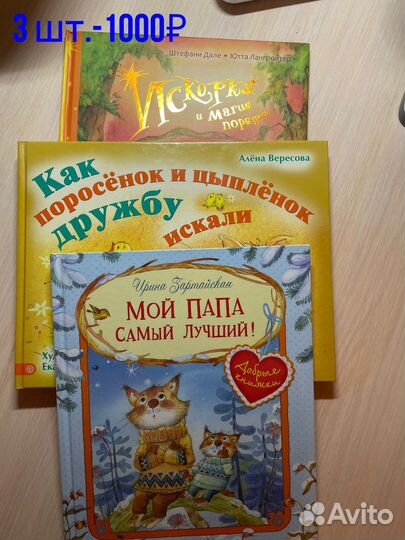 3 шт.-1000₽
Штефани Дале • Ютта Лангройтер
Искорка
и магия
Алёна Вересова
Как
поросёнок и цыплёнок
дружбу
искали
Ирина Зартайская
МОЙ ПАПА
САМЫЙ ЛУЧШИЙ!
Добрые
книжки
Avito